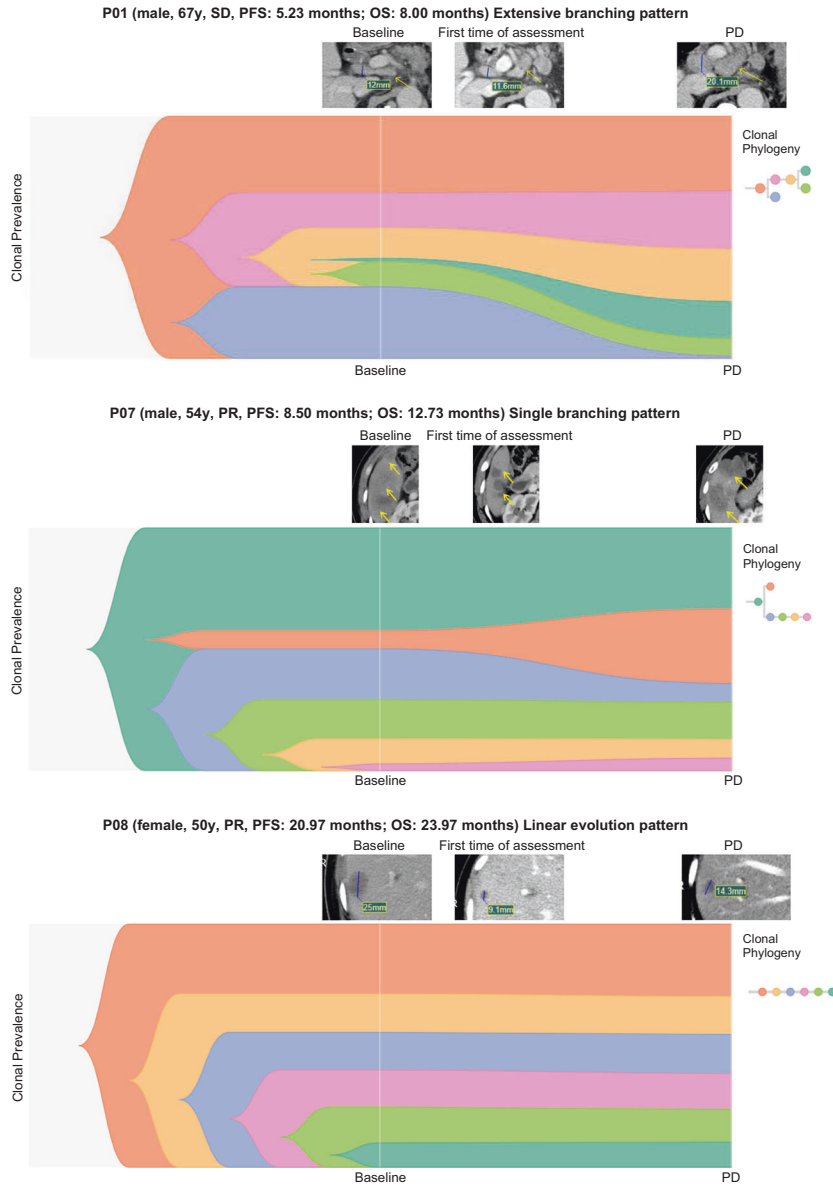 P01 (male, 67y, SD, PFS: 5.23 months; OS: 8.00 months) Extensive branching pattern
Baseline
First time of assessment
PD
12mm
11.6mm
20.1mm
Clonal
Phylogeny
Clonal Prevalence
Baseline
PD
P07 (male, 54y, PR, PFS: 8.50 months; OS: 12.73 months) Single branching pattern
Baseline
First time of assessment
PD
Clonal
Phylogeny
Clonal Prevalence
Baseline
PD
P08 (female, 50y, PR, PFS: 20.97 months; OS: 23.97 months) Linear evolution pattern
Baseline
First time of assessment
PD
25mm
9.1mm
14.3mm
Clonal
Phylogeny
Clonal Prevalence
Baseline
PD